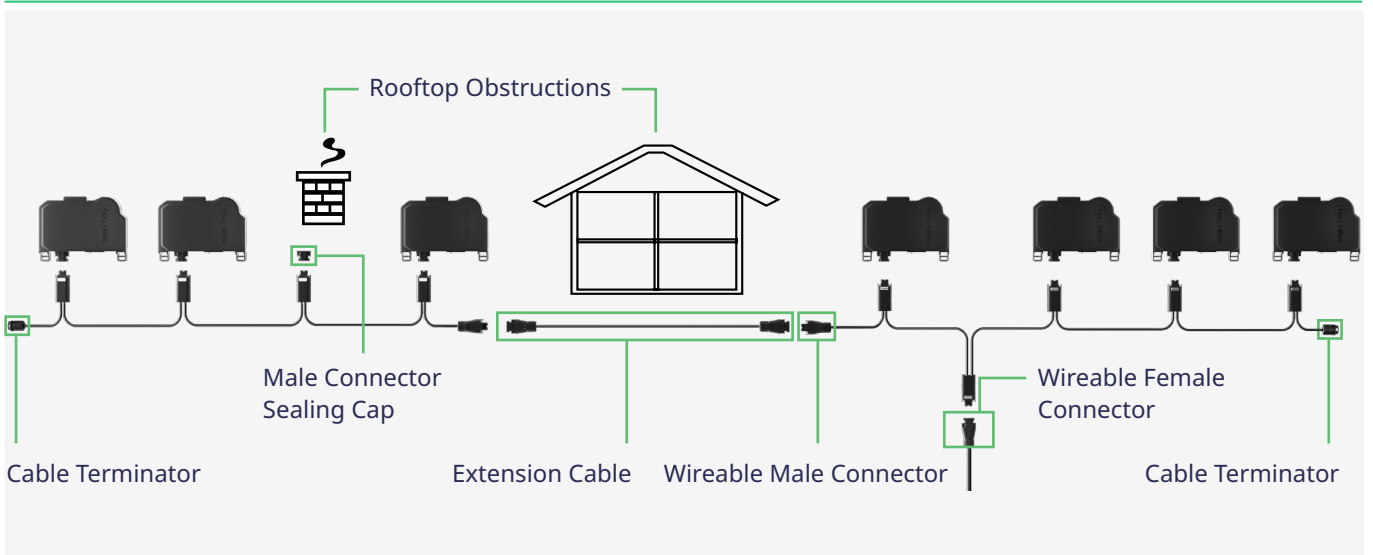 Rooftop Obstructions
Male Connector
Sealing Cap
Wireable Female
Connector
Cable Terminator
Extension Cable
Wireable Male Connector
Cable Terminator